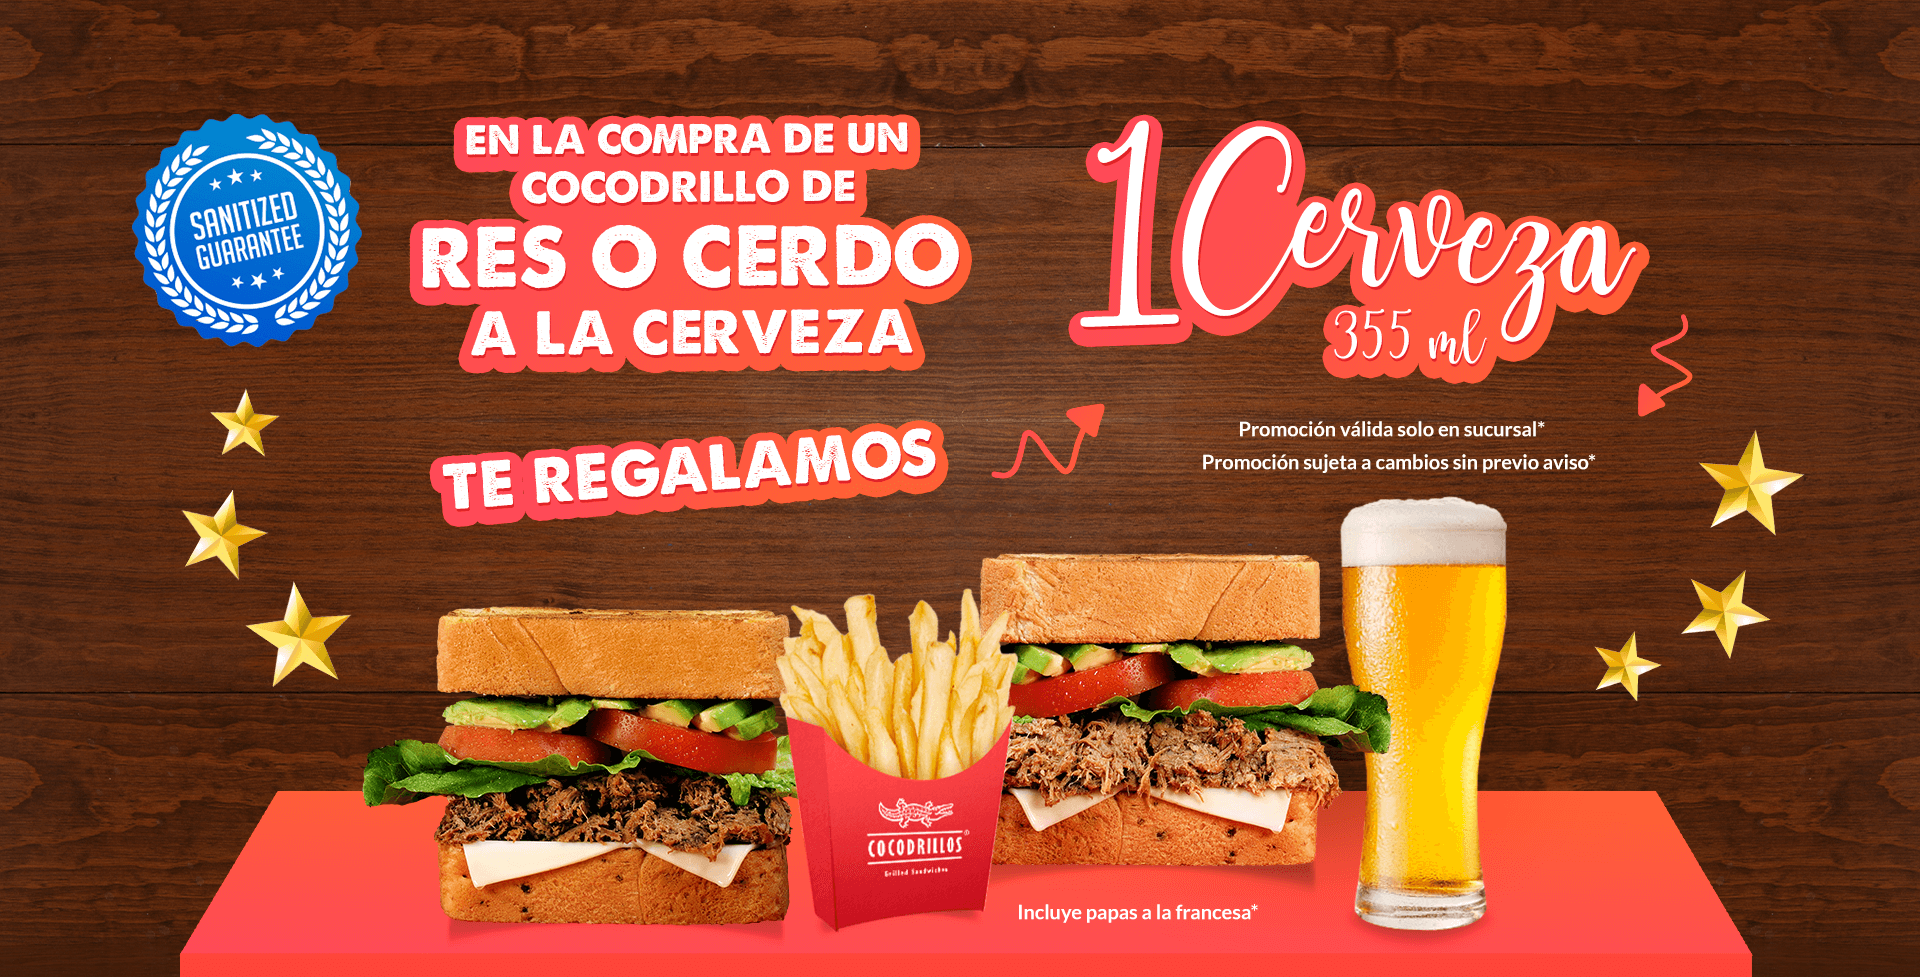 SANITIZED
GUARANTEE
EN LA COMPRA DE UN
COCODRILLO DE
RES O CERDO
A LA CERVEZA
TE REGALAMOS
1 Cerveza
355 ml
Promoción válida solo en sucursal*
Promoción sujeta a cambios sin previo aviso*
COCODRILLOS®
Grilled Sandwiches
Incluye papas a la francesa*